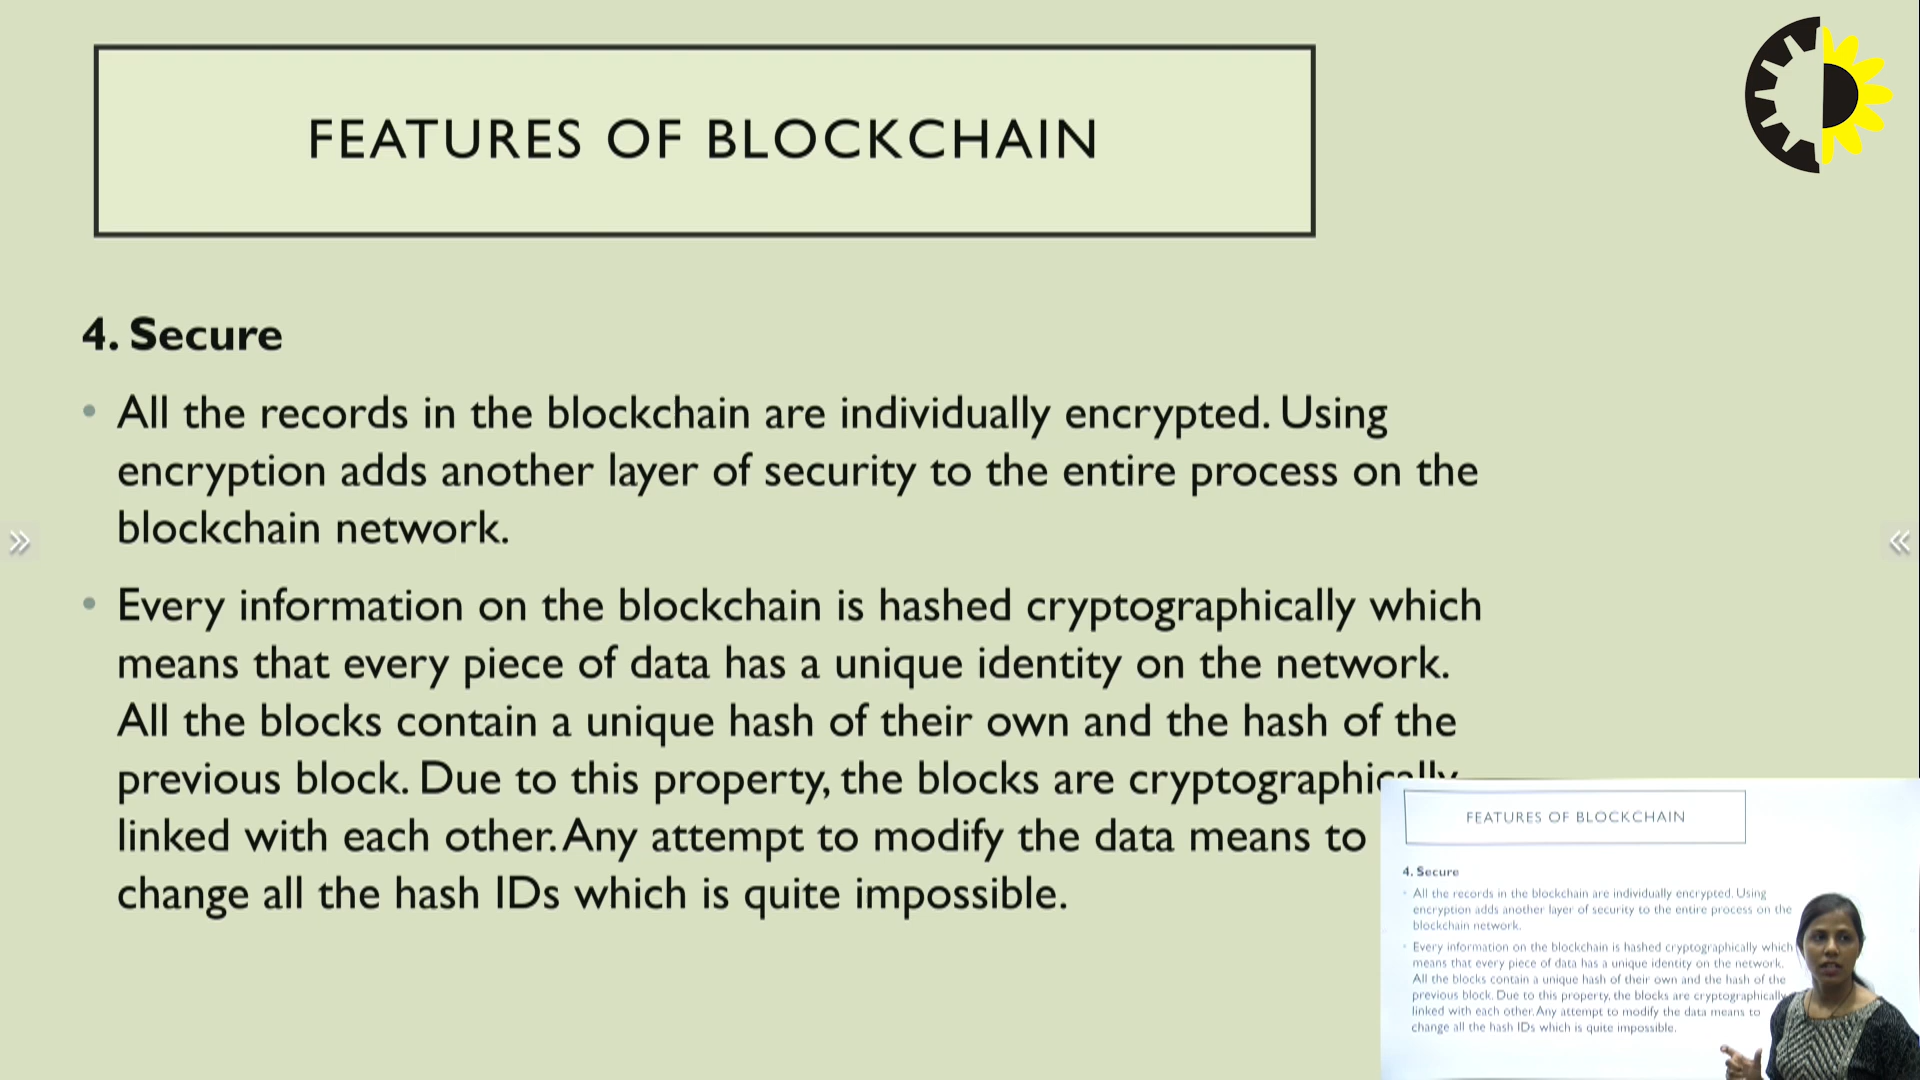 FEATURES OF BLOCKCHAIN
4. Secure
• All the records in the blockchain are individually encrypted. Using
encryption adds another layer of security to the entire process on the
blockchain network.
• Every information on the blockchain is hashed cryptographically which
means that every piece of data has a unique identity on the network.
All the blocks contain a unique hash of their own and the hash of the
previous block. Due to this property, the blocks are cryptographically
linked with each other. Any attempt to modify the data means to
change all the hash IDs which is quite impossible.
FEATURES OF BLOCKCHAIN
4. Secure
• All the records in the blockchain are individually encrypted. Using
encryption adds another layer of security to the entire process on the
blockchain network.
• Every information on the blockchain is hashed cryptographically which
means that every piece of data has a unique identity on the network.
All the blocks contain a unique hash of their own and the hash of the
previous block. Due to this property, the blocks are cryptographically
linked with each other. Any attempt to modify the data means to
change all the hash IDs which is quite impossible.